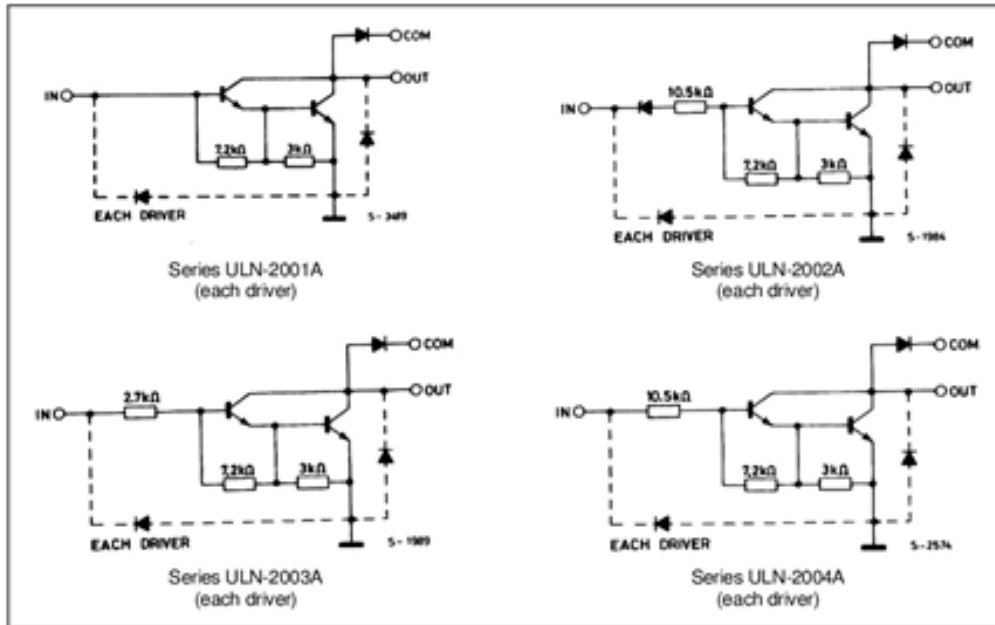 COM
OUT
IN
7.2kΩ 3kΩ
EACH DRIVER
S-3489
Series ULN-2001A
(each driver)
COM
OUT
10.5kΩ
IN
7.2kΩ 3kΩ
EACH DRIVER
S-1984
Series ULN-2002A
(each driver)
COM
OUT
2.7kΩ
IN
7.2kΩ 3kΩ
EACH DRIVER
S-1989
Series ULN-2003A
(each driver)
COM
OUT
10.5kΩ
IN
7.2kΩ 3kΩ
EACH DRIVER
S-2574
Series ULN-2004A
(each driver)